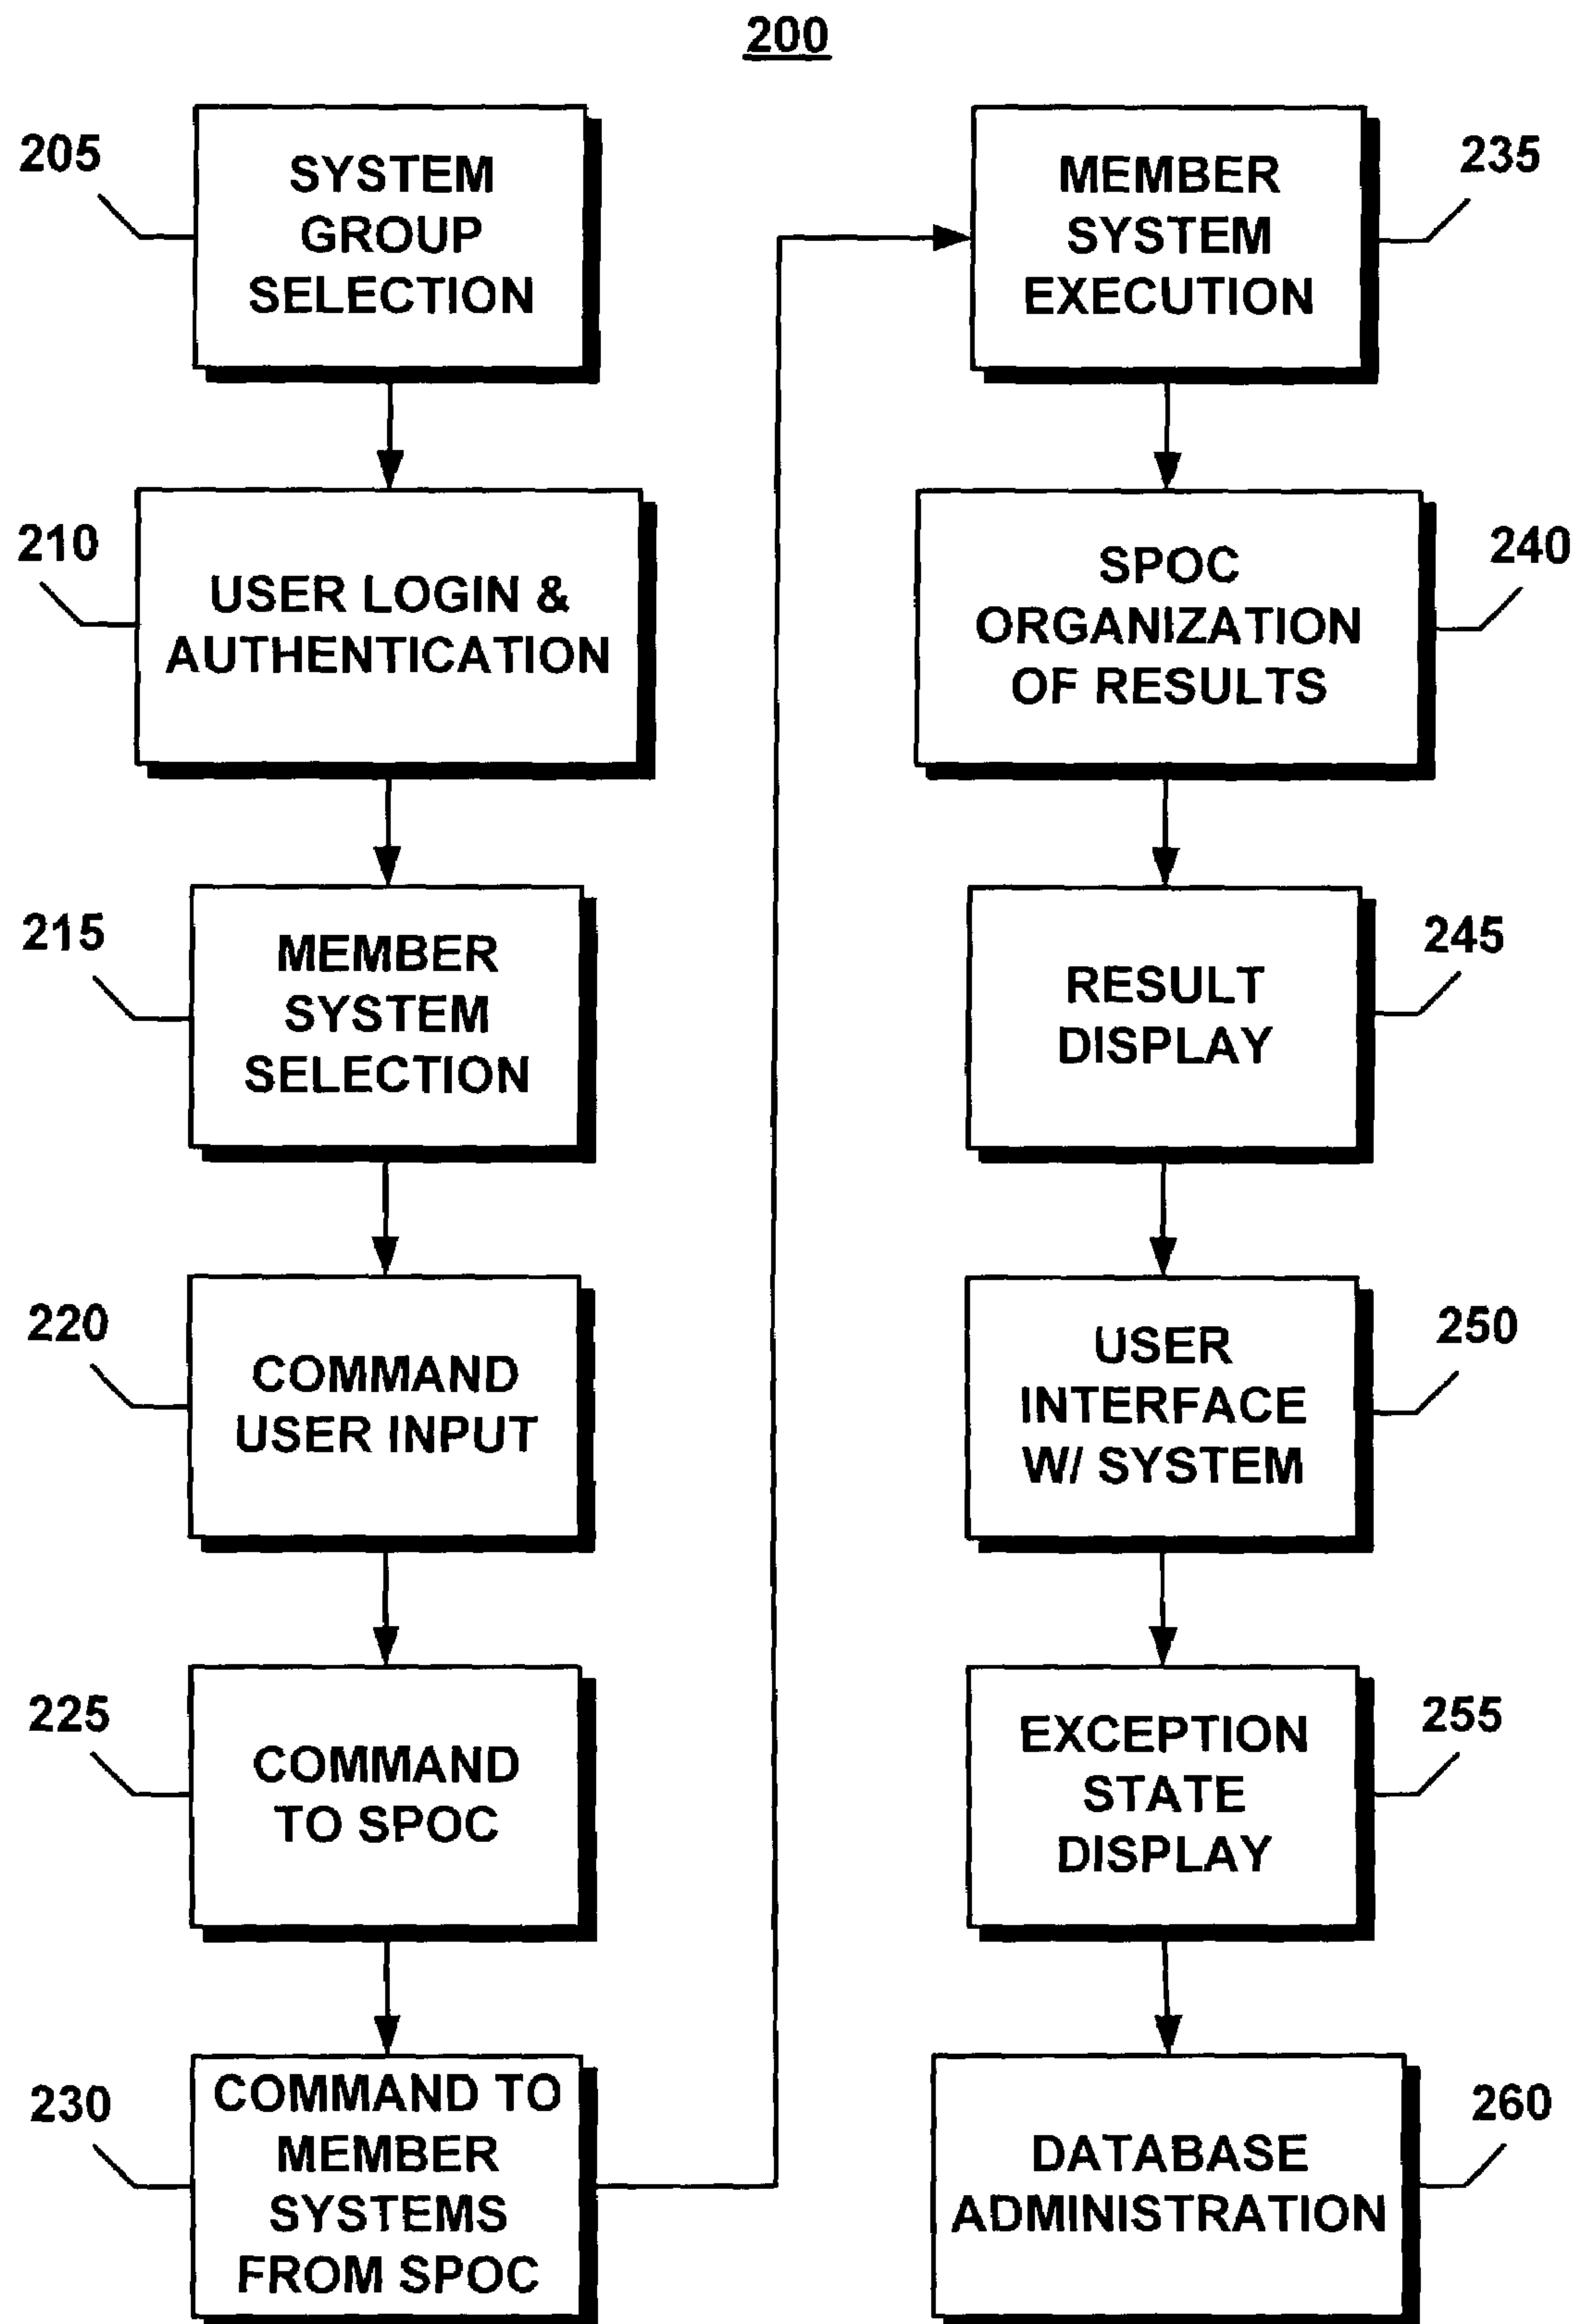 200
205
SYSTEM
GROUP
SELECTION
210
USER LOGIN &
AUTHENTICATION
215
MEMBER
SYSTEM
SELECTION
220
COMMAND
USER INPUT
225
COMMAND
TO SPOC
230
COMMAND TO
MEMBER
SYSTEMS
FROM SPOC
235
MEMBER
SYSTEM
EXECUTION
240
SPOC
ORGANIZATION
OF RESULTS
245
RESULT
DISPLAY
250
USER
INTERFACE
W/ SYSTEM
255
EXCEPTION
STATE
DISPLAY
260
DATABASE
ADMINISTRATION